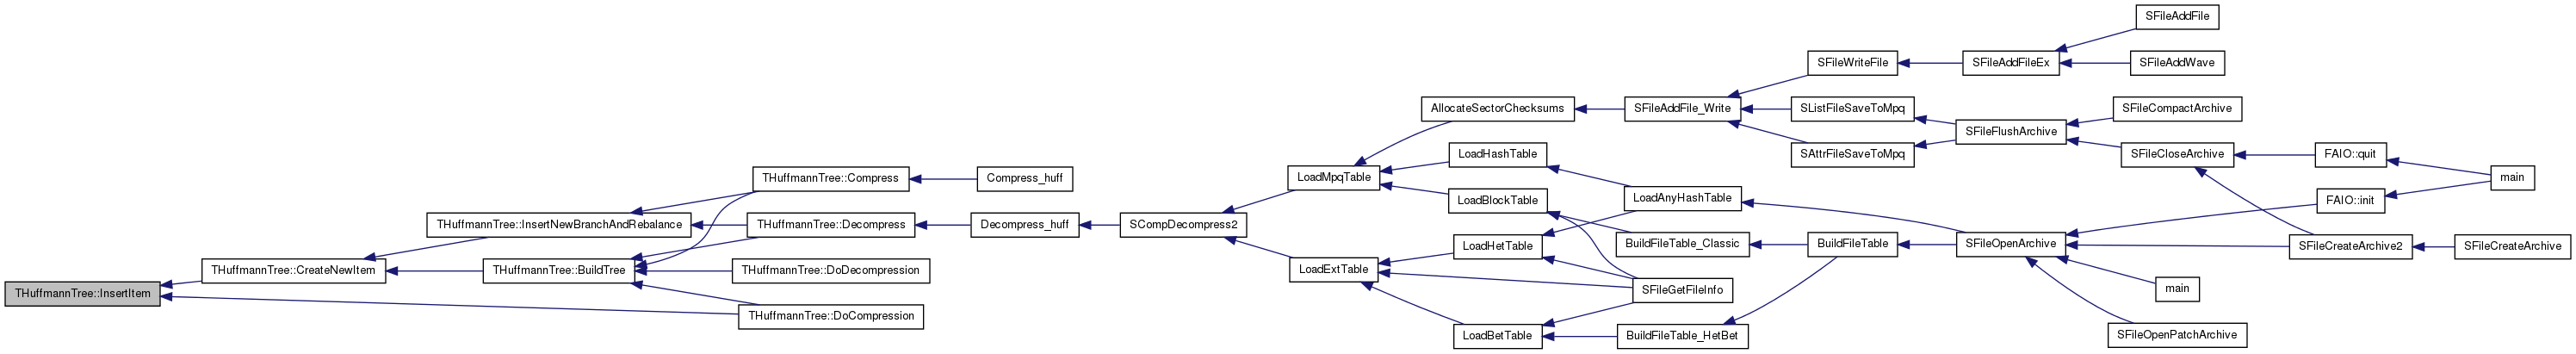 THuffmannTree::InsertItem
THuffmannTree::CreateNewItem
THuffmannTree::InsertNewBranchAndRebalance
THuffmannTree::BuildTree
THuffmannTree::Compress
THuffmannTree::Decompress
THuffmannTree::DoDecompression
THuffmannTree::DoCompression
Compress_huff
Decompress_huff
SCompDecompress2
LoadMpqTable
LoadExtTable
AllocateSectorChecksums
LoadHashTable
LoadBlockTable
LoadHetTable
LoadBetTable
SFileAddFile_Write
LoadAnyHashTable
BuildFileTable_Classic
SFileGetFileInfo
BuildFileTable_HetBet
SFileWriteFile
SListFileSaveToMpq
SAttrFileSaveToMpq
BuildFileTable
SFileAddFileEx
SFileFlushArchive
SFileOpenArchive
SFileAddFile
SFileAddWave
SFileCompactArchive
SFileCloseArchive
main
SFileOpenPatchArchive
FAIO::quit
FAIO::init
SFileCreateArchive2
main
SFileCreateArchive